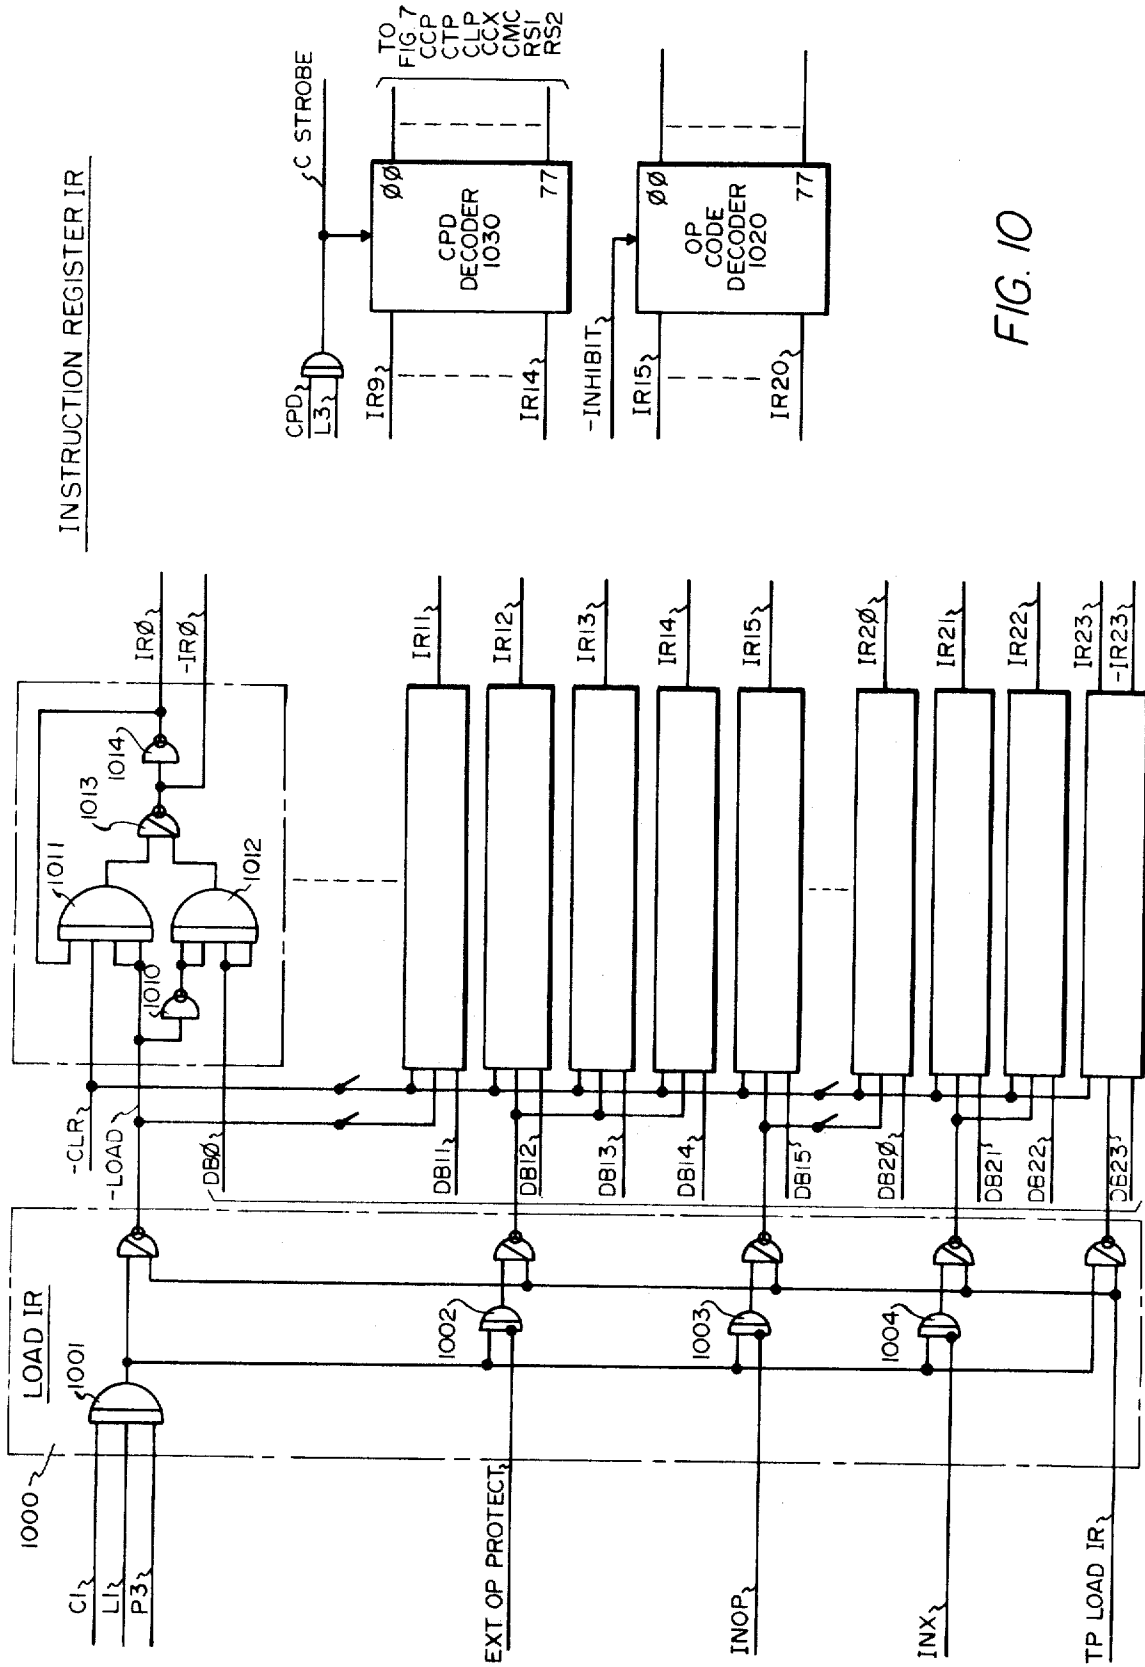 INSTRUCTION REGISTER IR
1000
LOAD IR
C1
L1
P3
1001
EXT OP PROTECT
1002
INOP
1003
INX
1004
TP LOAD IR
-CLR
-LOAD
DBØ
1010
1011
1012
1013
1014
IRØ
-IRØ
DB11
IR11
DB12
IR12
DB13
IR13
DB14
IR14
DB15
IR15
DB2Ø
IR2Ø
DB21
IR21
DB22
IR22
DB23
IR23
-IR23
CPD
L3
C STROBE
IR9
IR14
ØØ
CPD
DECODER
1030
77
TO
FIG. 7
CCP
CTP
CLP
CCX
CMC
RS1
RS2
-INHIBIT
IR15
IR20
ØØ
OP
CODE
DECODER
1020
77
FIG. 10